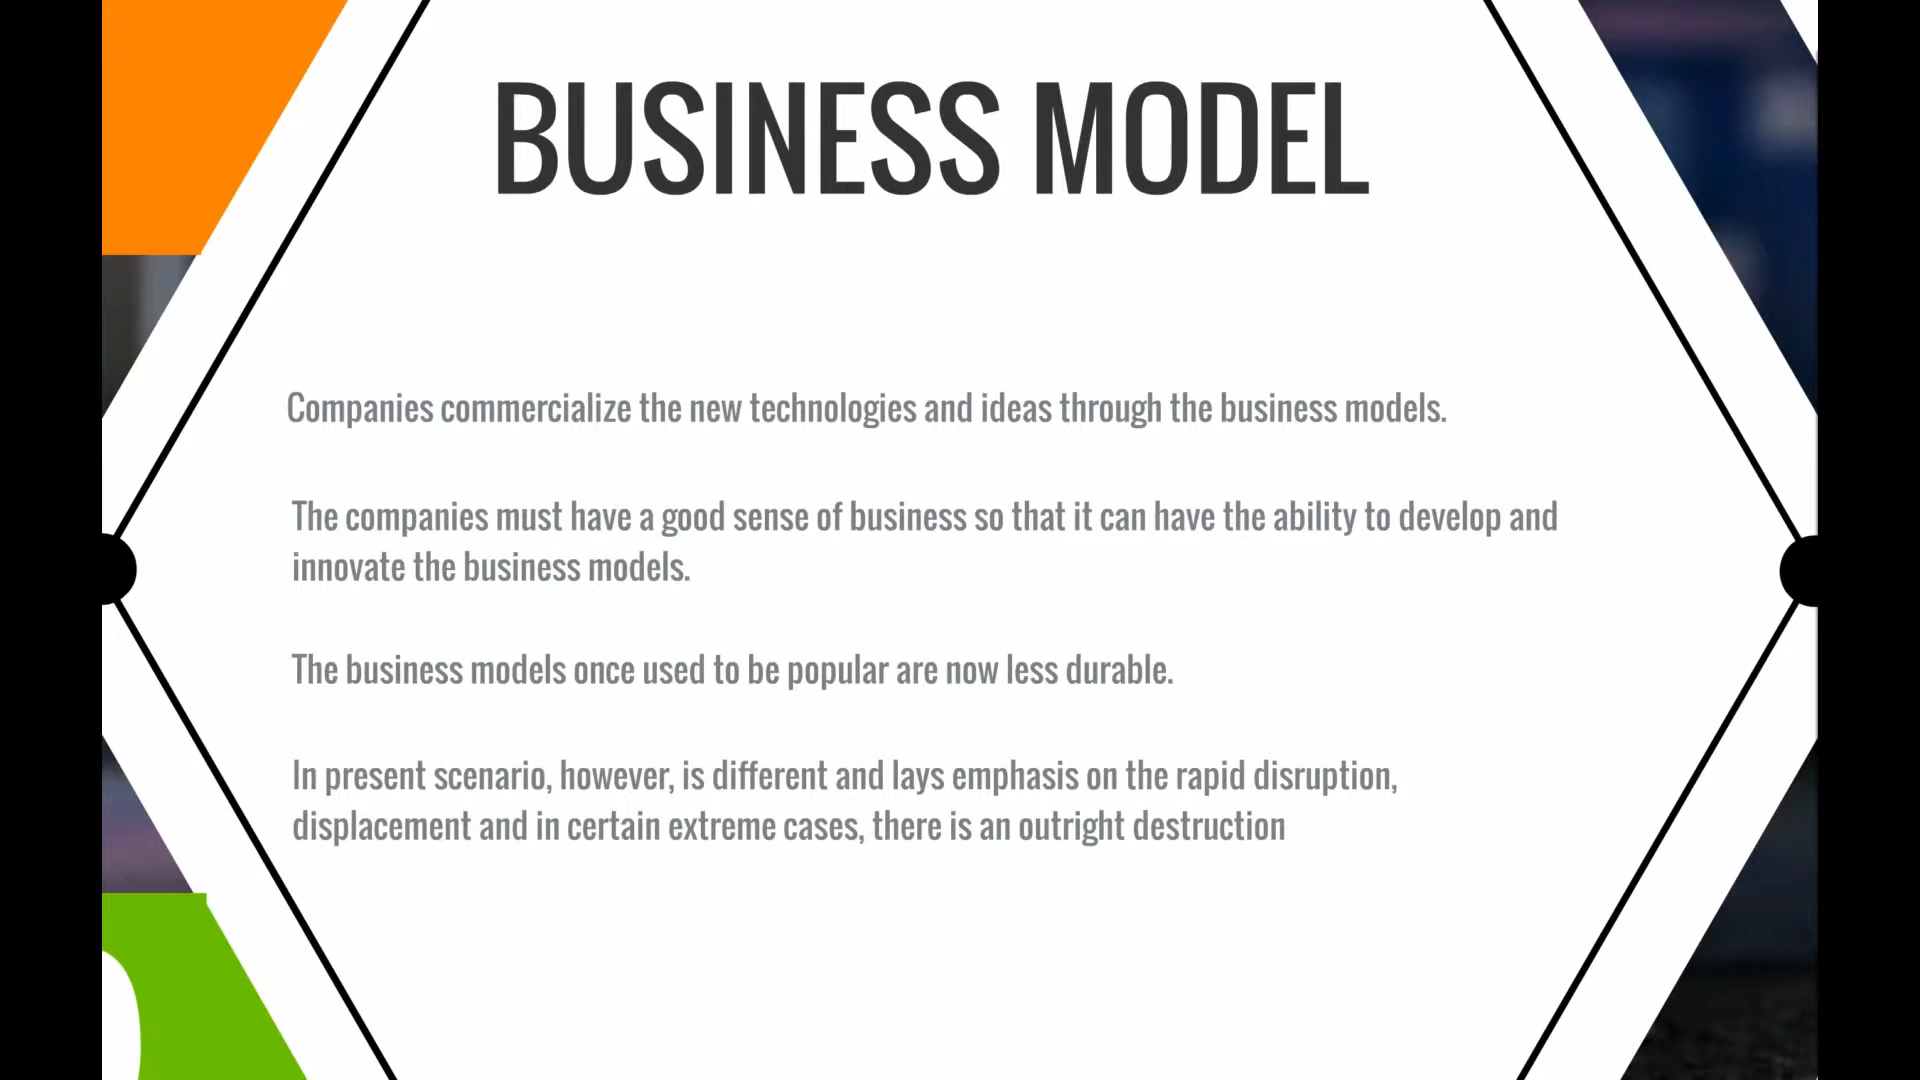 BUSINESS MODEL
Companies commercialize the new technologies and ideas through the business models.
The companies must have a good sense of business so that it can have the ability to develop and
innovate the business models.
The business models once used to be popular are now less durable.
In present scenario, however, is different and lays emphasis on the rapid disruption,
displacement and in certain extreme cases, there is an outright destruction